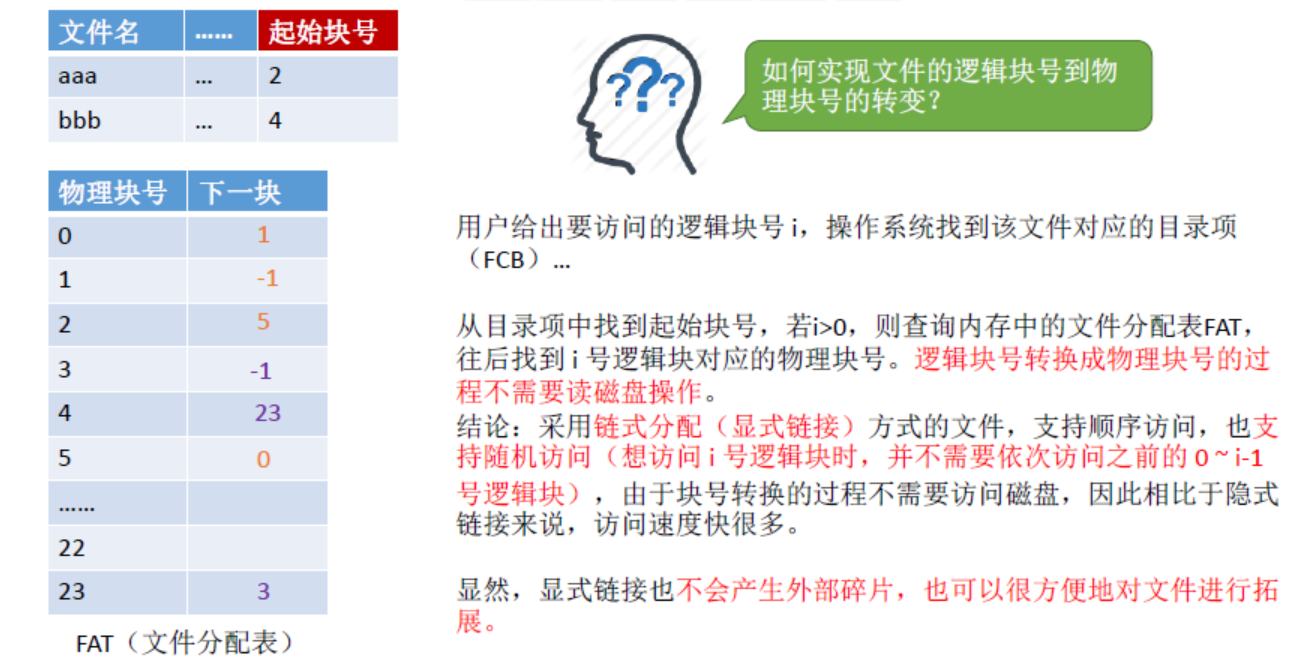 文件名 …… 起始块号
aaa … 2
bbb … 4
物理块号 下一块
0 1
1 -1
2 5
3 -1
4 23
5 0
……
22
23 3
FAT（文件分配表）
???
如何实现文件的逻辑块号到物
理块号的转变？
用户给出要访问的逻辑块号 i，操作系统找到该文件对应的目录项
（FCB）…
从目录项中找到起始块号，若i>0，则查询内存中的文件分配表FAT，
往后找到 i 号逻辑块对应的物理块号。逻辑块号转换成物理块号的过
程不需要读磁盘操作。
结论：采用链式分配（显式链接）方式的文件，支持顺序访问，也支
持随机访问（想访问 i 号逻辑块时，并不需要依次访问之前的 0 ~ i-1
号逻辑块），由于块号转换的过程不需要访问磁盘，因此相比于隐式
链接来说，访问速度快很多。
显然，显式链接也不会产生外部碎片，也可以很方便地对文件进行拓
展。